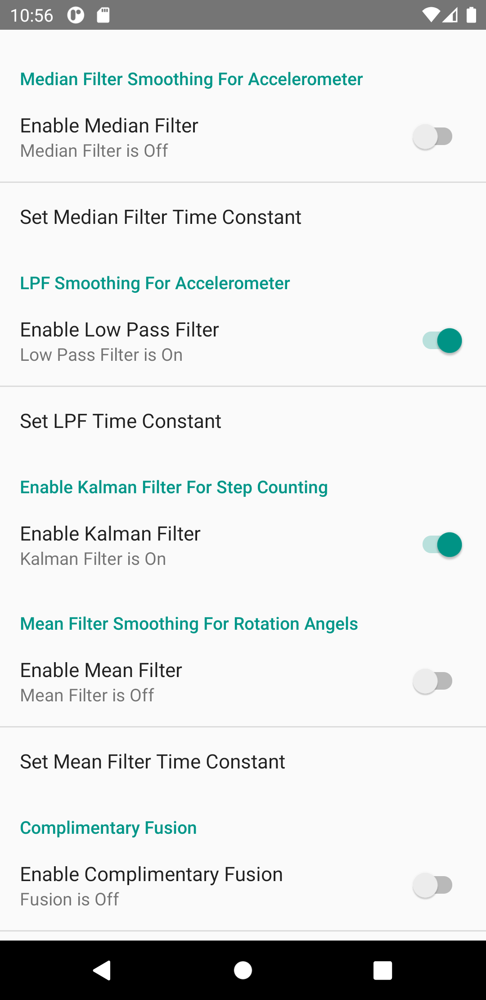 10:56
Median Filter Smoothing For Accelerometer
Enable Median Filter
Median Filter is Off
Set Median Filter Time Constant
LPF Smoothing For Accelerometer
Enable Low Pass Filter
Low Pass Filter is On
Set LPF Time Constant
Enable Kalman Filter For Step Counting
Enable Kalman Filter
Kalman Filter is On
Mean Filter Smoothing For Rotation Angels
Enable Mean Filter
Mean Filter is Off
Set Mean Filter Time Constant
Complimentary Fusion
Enable Complimentary Fusion
Fusion is Off